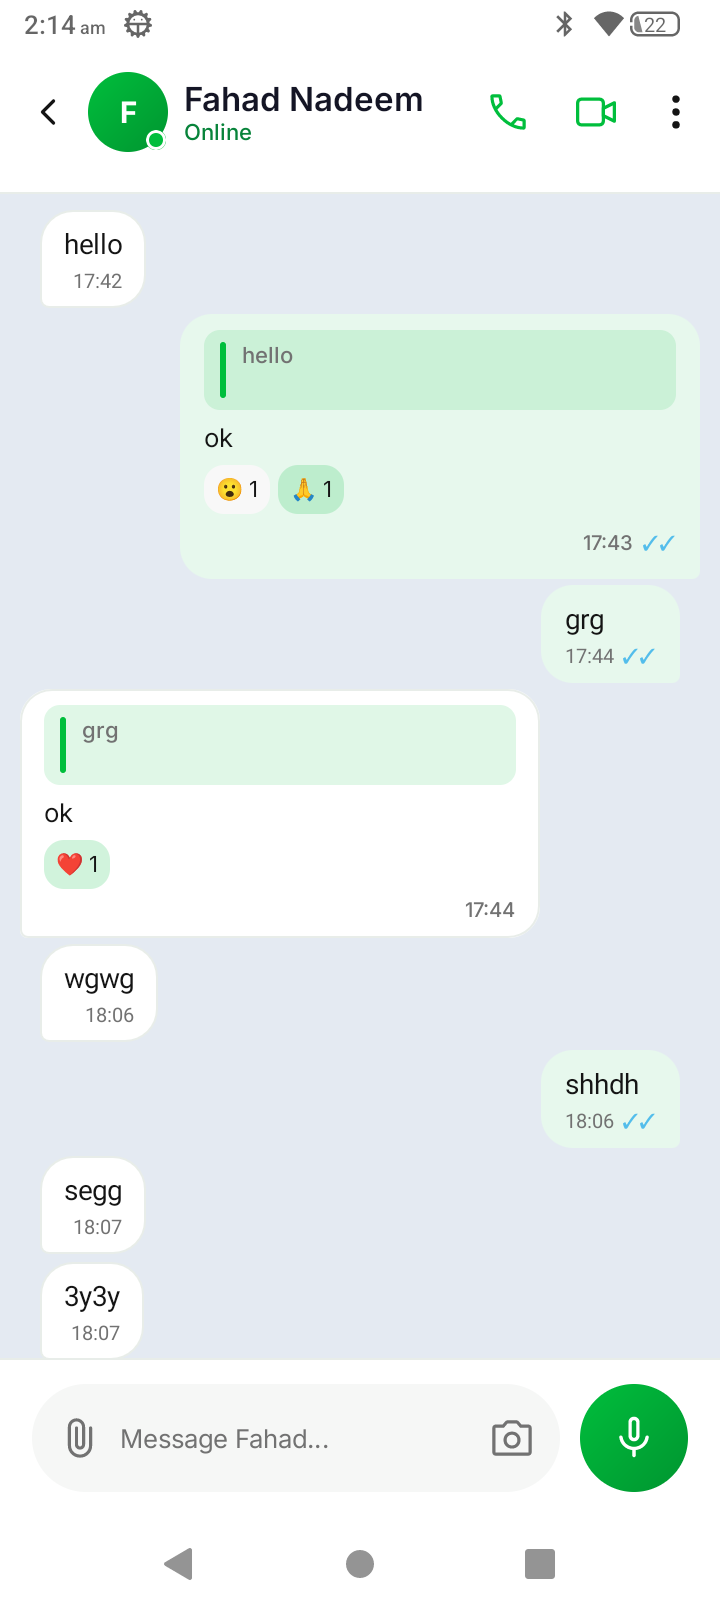 2:14 am
22
F
Fahad Nadeem
Online
hello
17:42
hello
ok
😮 1 🙏 1
17:43 ✓✓
grg
17:44 ✓✓
grg
ok
❤️ 1
17:44
wgwg
18:06
shhdh
18:06 ✓✓
segg
18:07
3y3y
18:07
Message Fahad...